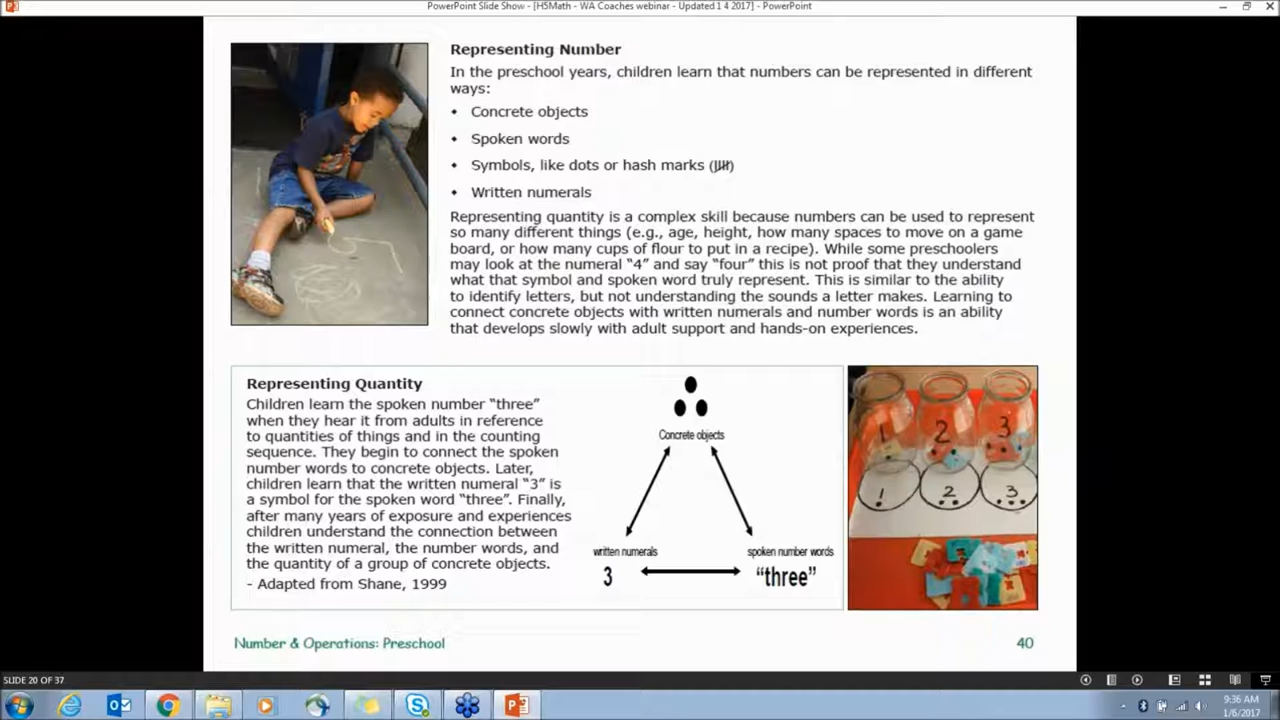 PowerPoint Slide Show - [H5Math - WA Coaches webinar - Updated 1 4 2017] - PowerPoint
Representing Number
In the preschool years, children learn that numbers can be represented in different
ways:
• Concrete objects
• Spoken words
• Symbols, like dots or hash marks (||||)
• Written numerals
Representing quantity is a complex skill because numbers can be used to represent
so many different things (e.g., age, height, how many spaces to move on a game
board, or how many cups of flour to put in a recipe). While some preschoolers
may look at the numeral “4” and say “four” this is not proof that they understand
what that symbol and spoken word truly represent. This is similar to the ability
to identify letters, but not understanding the sounds a letter makes. Learning to
connect concrete objects with written numerals and number words is an ability
that develops slowly with adult support and hands-on experiences.
Representing Quantity
Children learn the spoken number “three”
when they hear it from adults in reference
to quantities of things and in the counting
sequence. They begin to connect the spoken
number words to concrete objects. Later,
children learn that the written numeral “3” is
a symbol for the spoken word “three”. Finally,
after many years of exposure and experiences
children understand the connection between
the written numeral, the number words, and
the quantity of a group of concrete objects.
- Adapted from Shane, 1999
Concrete objects
written numerals
3
spoken number words
“three”
1 2 3
1 2 3
Number & Operations: Preschool
40
SLIDE 20 OF 37
9:36 AM
1/6/2017